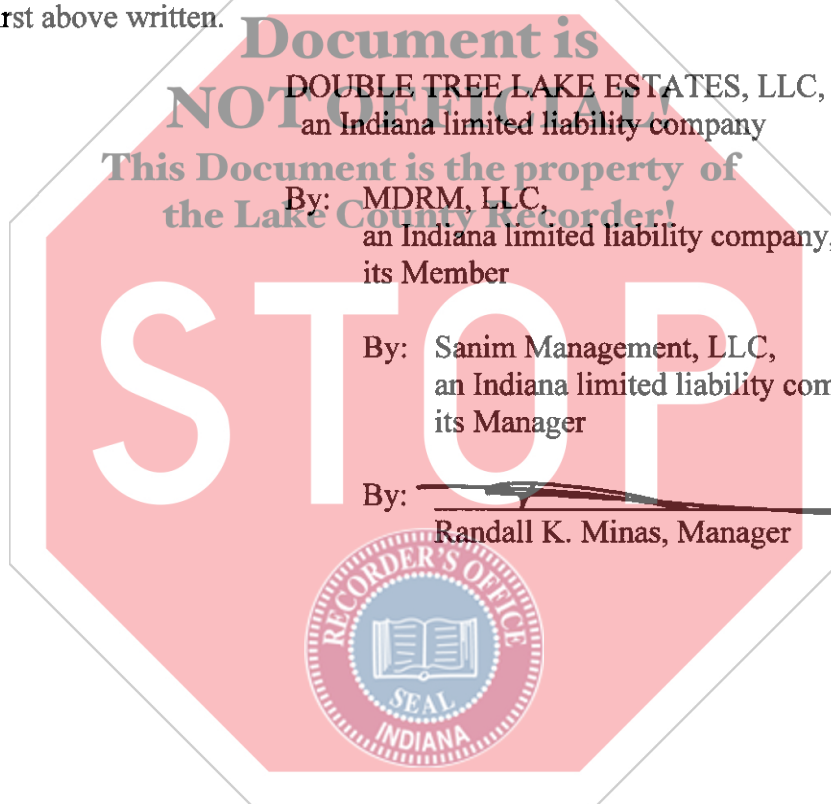 rst above written.
Document is
NOT OFFICIAL!
DOUBLE TREE LAKE ESTATES, LLC,
an Indiana limited liability company
This Document is the property of
the Lake County Recorder!
By: MDRM, LLC,
an Indiana limited liability company,
its Member
STOP
By: Sanim Management, LLC,
an Indiana limited liability com
its Manager
By:
Randall K. Minas, Manager
RECORDER'S OFFICE
SEAL
INDIANA